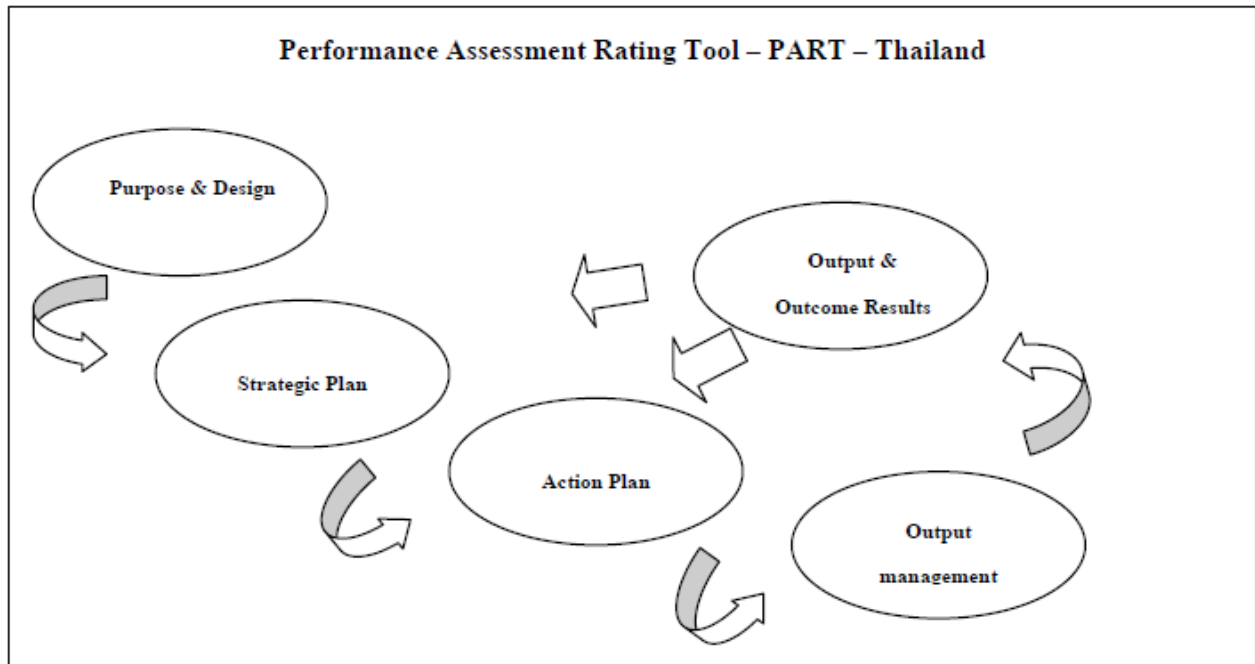 Performance Assessment Rating Tool – PART – Thailand
Purpose & Design
Output &
Outcome Results
Strategic Plan
Action Plan
Output
management